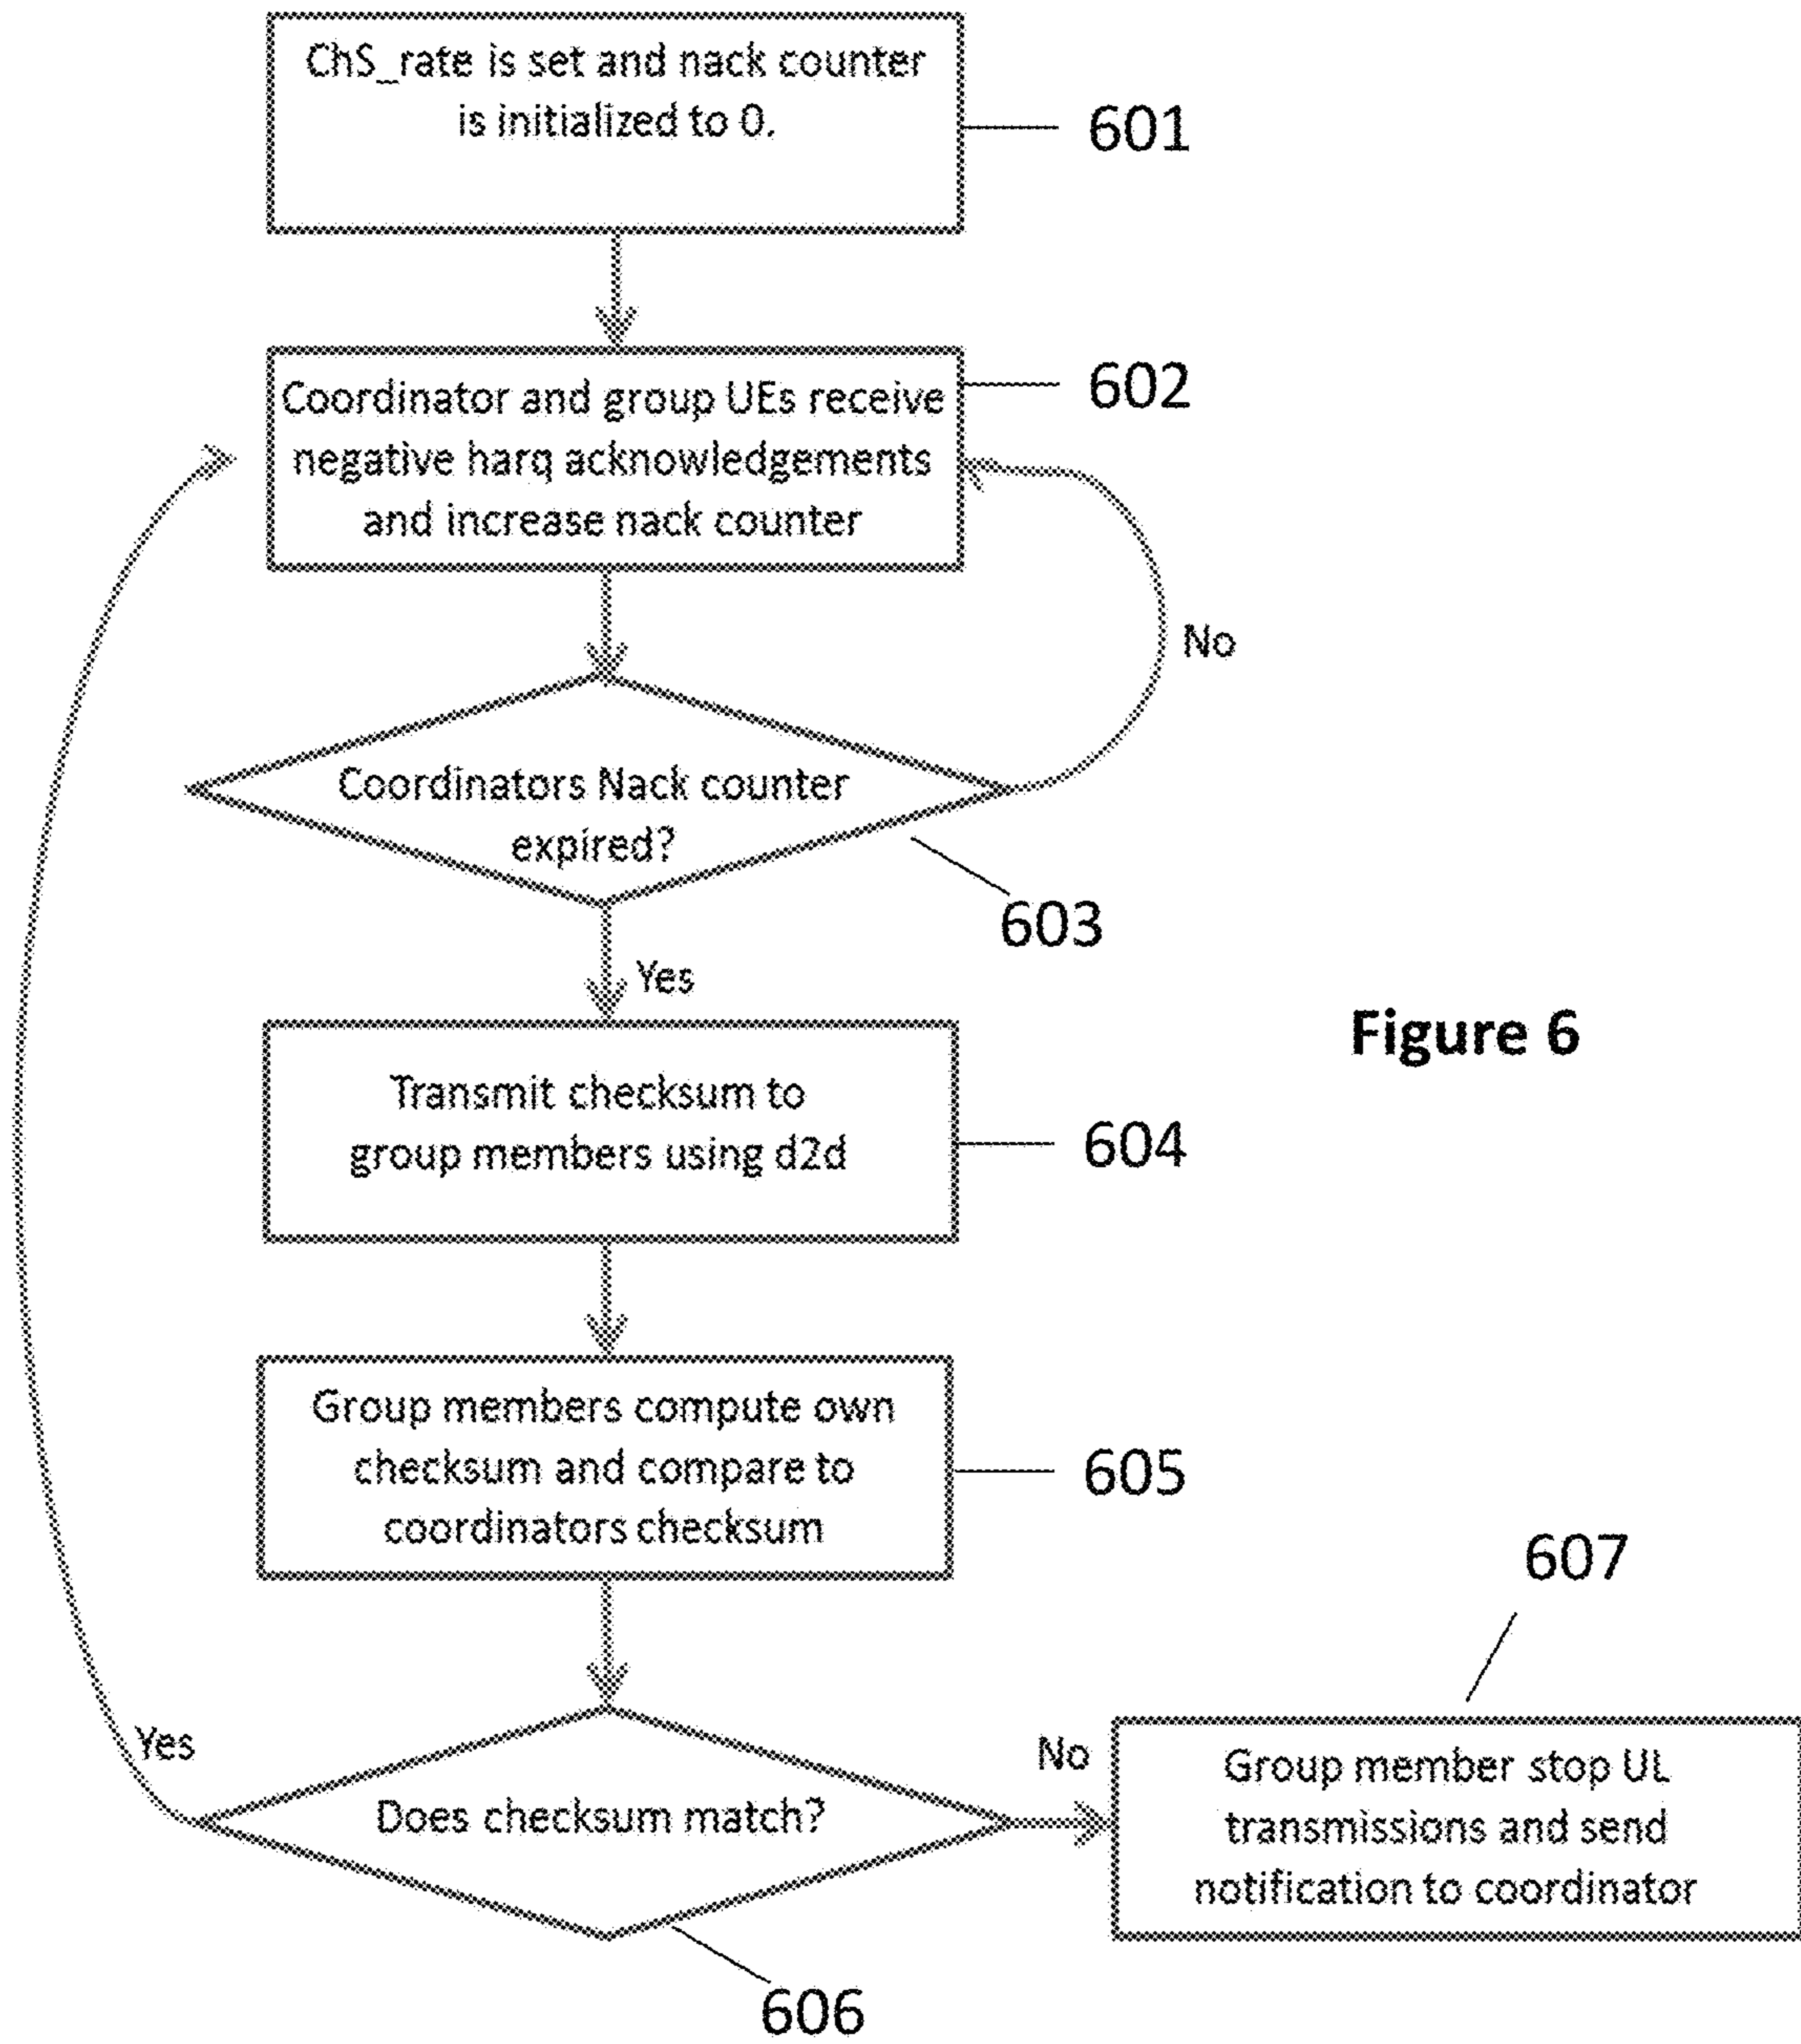 ChS_rate is set and nack counter
is initialized to 0.
601
Coordinator and group UEs receive
negative harq acknowledgements
and increase nack counter
602
No
Coordinators Nack counter
expired?
603
Yes
Figure 6
Transmit checksum to
group members using d2d
604
Group members compute own
checksum and compare to
coordinators checksum
605
607
Yes
Does checksum match?
No
Group member stop UL
transmissions and send
notification to coordinator
606